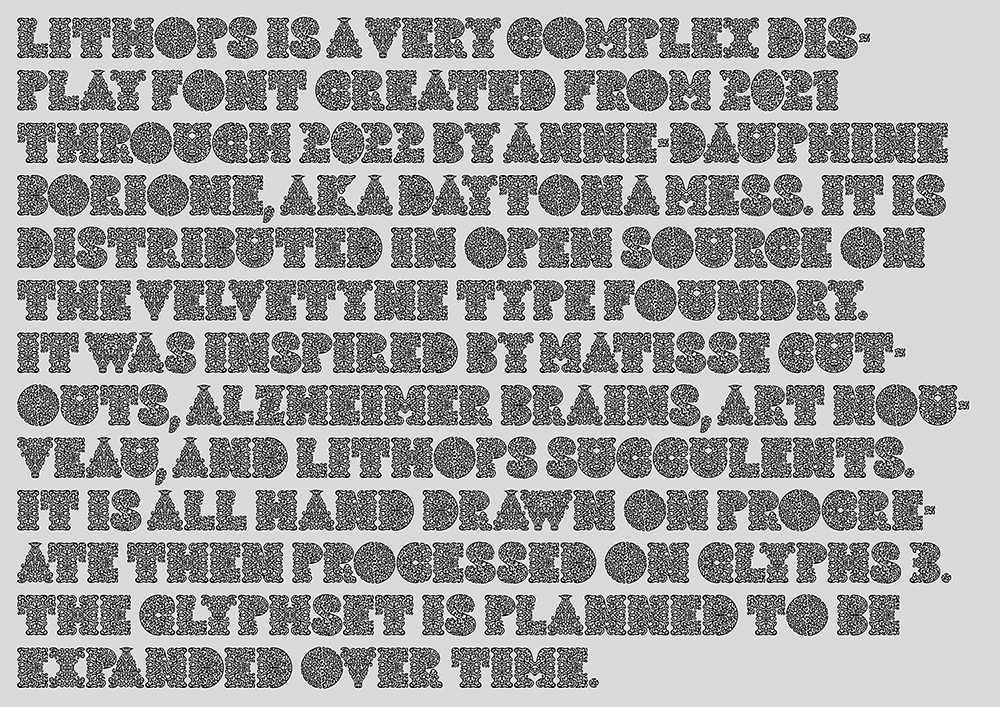 LITHOPS IS A VERY COMPLEX DIS-
PLAY FONT CREATED FROM 2021
THROUGH 2022 BY ANNE-DAUPHINE
BORIONE, AKA DAYTONA MESS. IT IS
DISTRIBUTED IN OPEN SOURCE ON
THE VELVETYNE TYPE FOUNDRY.
IT WAS INSPIRED BY MATISSE CUT-
OUTS, ALZHEIMER BRAINS, ART NOU-
VEAU, AND LITHOPS SUCCULENTS.
IT IS ALL HAND DRAWN ON PROCRE-
ATE THEN PROCESSED ON GLYPHS 3.
THE GLYPHSET IS PLANNED TO BE
EXPANDED OVER TIME.